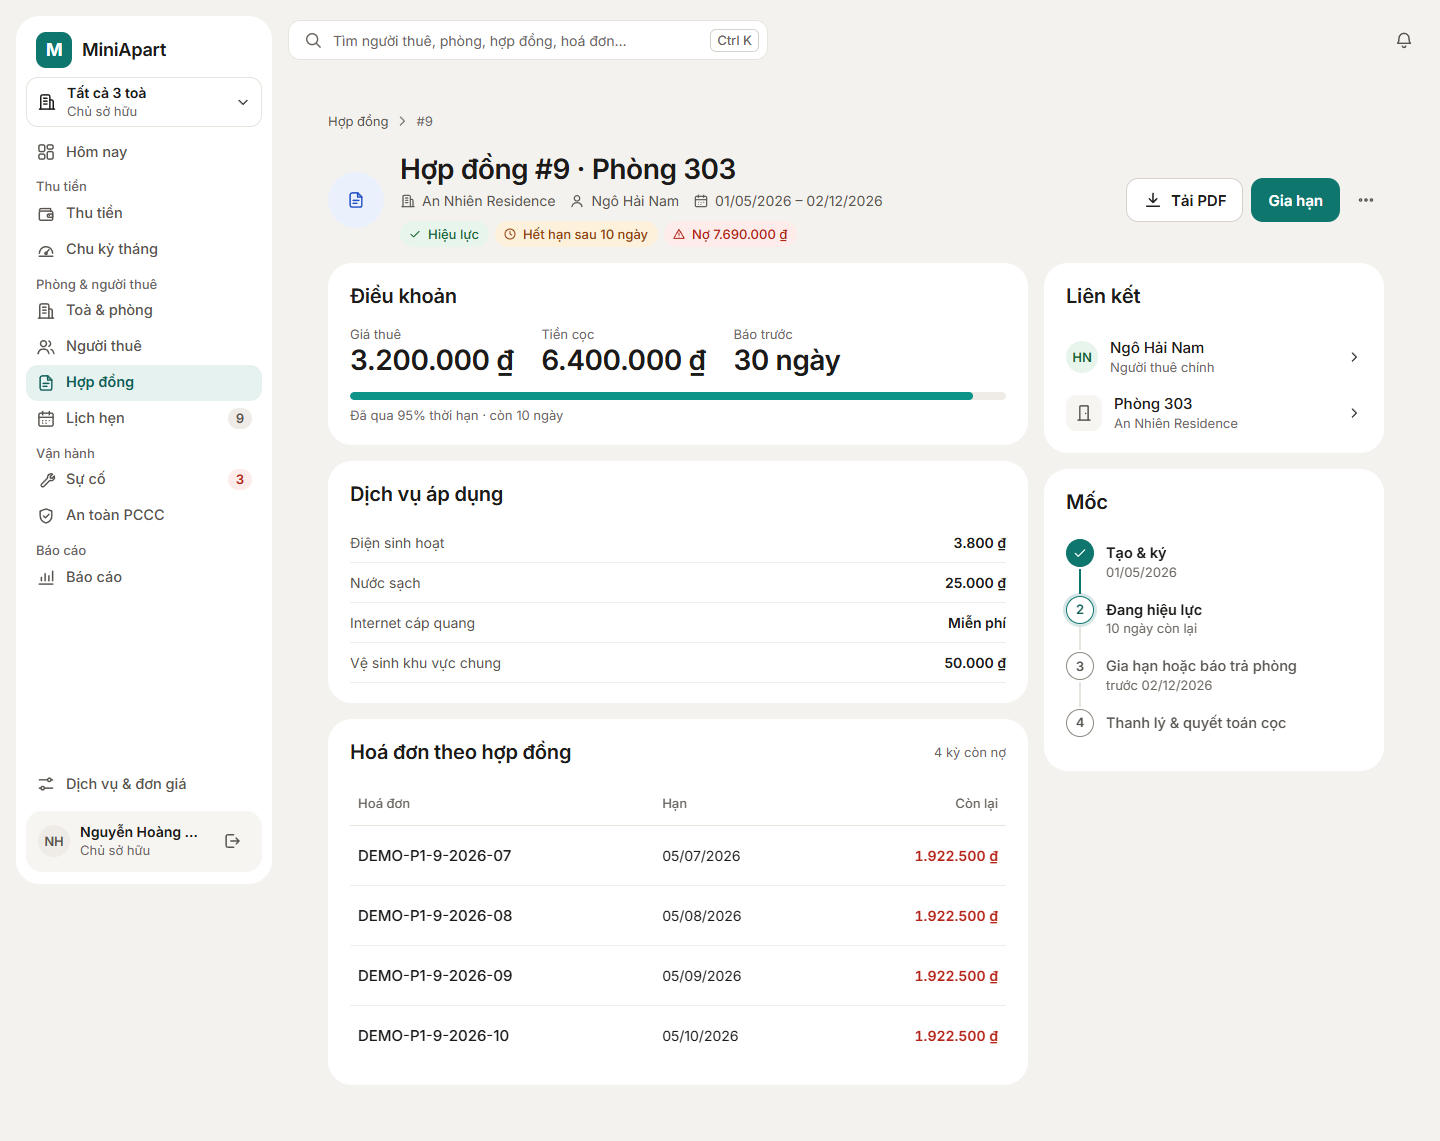 M MiniApart
Tất cả 3 toà
Chủ sở hữu
Hôm nay
Thu tiền
Thu tiền
Chu kỳ tháng
Phòng & người thuê
Toà & phòng
Người thuê
Hợp đồng
Lịch hẹn 9
Vận hành
Sự cố 3
An toàn PCCC
Báo cáo
Báo cáo
Dịch vụ & đơn giá
NH Nguyễn Hoàng ...
Chủ sở hữu
Tìm người thuê, phòng, hợp đồng, hoá đơn... Ctrl K
Hợp đồng > #9
Hợp đồng #9 · Phòng 303
An Nhiên Residence Ngô Hải Nam 01/05/2026 – 02/12/2026
Hiệu lực Hết hạn sau 10 ngày Nợ 7.690.000 ₫
Tải PDF Gia hạn
Điều khoản
Giá thuê Tiền cọc Báo trước
3.200.000 ₫ 6.400.000 ₫ 30 ngày
Đã qua 95% thời hạn · còn 10 ngày
Dịch vụ áp dụng
Điện sinh hoạt 3.800 ₫
Nước sạch 25.000 ₫
Internet cáp quang Miễn phí
Vệ sinh khu vực chung 50.000 ₫
Hoá đơn theo hợp đồng 4 kỳ còn nợ
Hoá đơn Hạn Còn lại
DEMO-P1-9-2026-07 05/07/2026 1.922.500 ₫
DEMO-P1-9-2026-08 05/08/2026 1.922.500 ₫
DEMO-P1-9-2026-09 05/09/2026 1.922.500 ₫
DEMO-P1-9-2026-10 05/10/2026 1.922.500 ₫
Liên kết
HN Ngô Hải Nam
Người thuê chính
Phòng 303
An Nhiên Residence
Mốc
Tạo & ký
01/05/2026
2 Đang hiệu lực
10 ngày còn lại
3 Gia hạn hoặc báo trả phòng
trước 02/12/2026
4 Thanh lý & quyết toán cọc